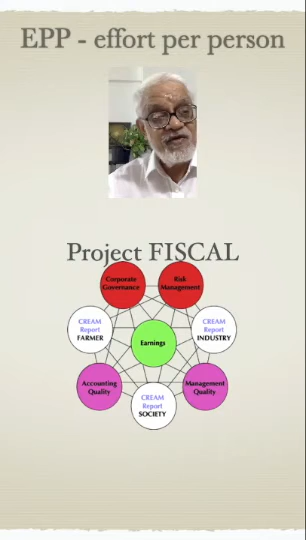 EPP - effort per person
Project FISCAL
Corporate
Governance
Risk
Management
CREAM
Report
FARMER
Earnings
CREAM
Report
INDUSTRY
Accounting
Quality
CREAM
Report
SOCIETY
Management
Quality